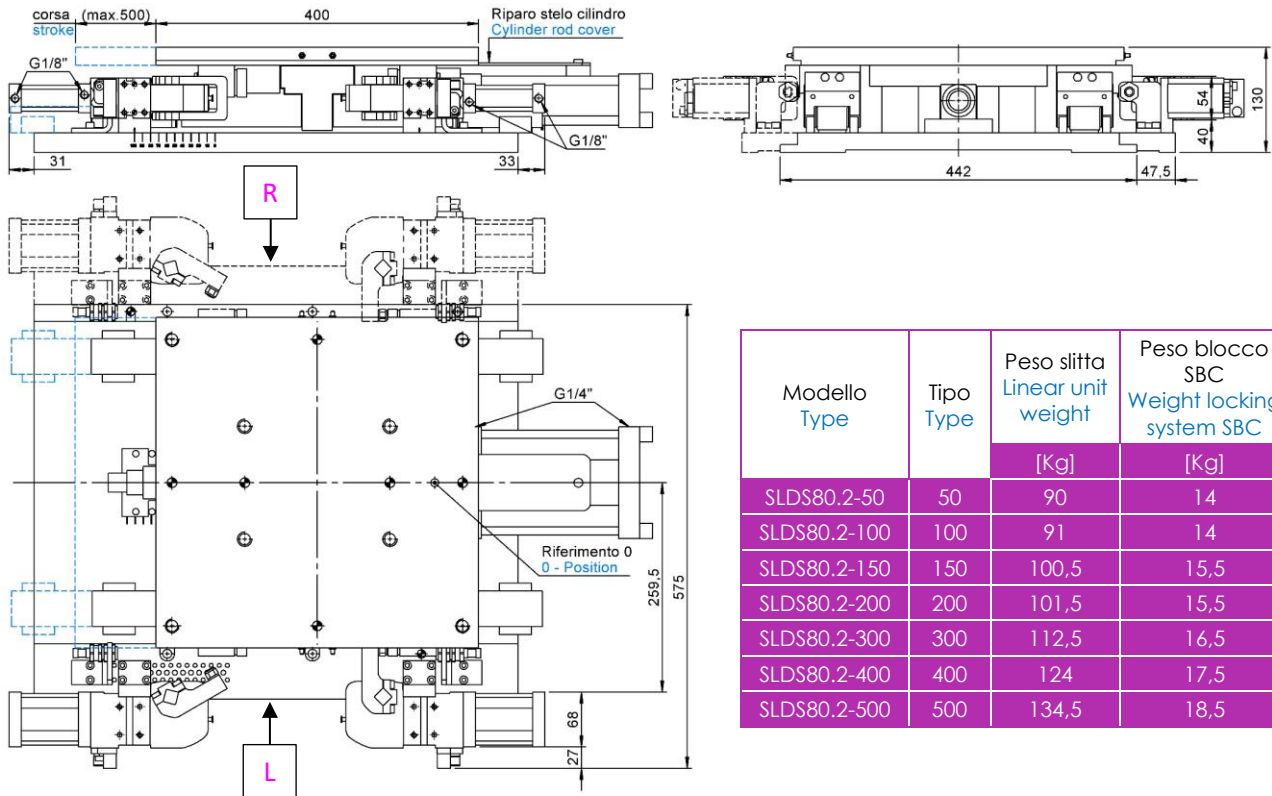 corsa (max.500) 400 Riparo stelo cilindro
stroke Cylinder rod cover
G1/8"
G1/8"
31 33
54
130
40
442 47,5
R
G1/4"
Riferimento 0
0 - Position
259,5
575
68
27
L
Modello Tipo Peso slitta Peso blocco
SBC
Type Type Linear unit Weight locking
weight system SBC
[Kg] [Kg]
SLDS80.2-50 50 90 14
SLDS80.2-100 100 91 14
SLDS80.2-150 150 100,5 15,5
SLDS80.2-200 200 101,5 15,5
SLDS80.2-300 300 112,5 16,5
SLDS80.2-400 400 124 17,5
SLDS80.2-500 500 134,5 18,5